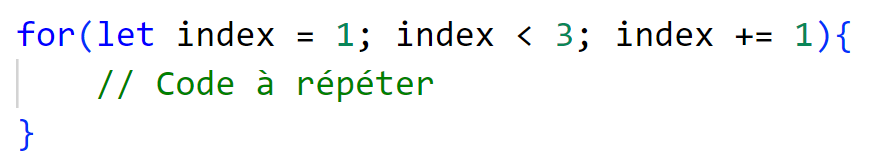 for(let index = 1; index < 3; index += 1){
    // Code à répéter
}